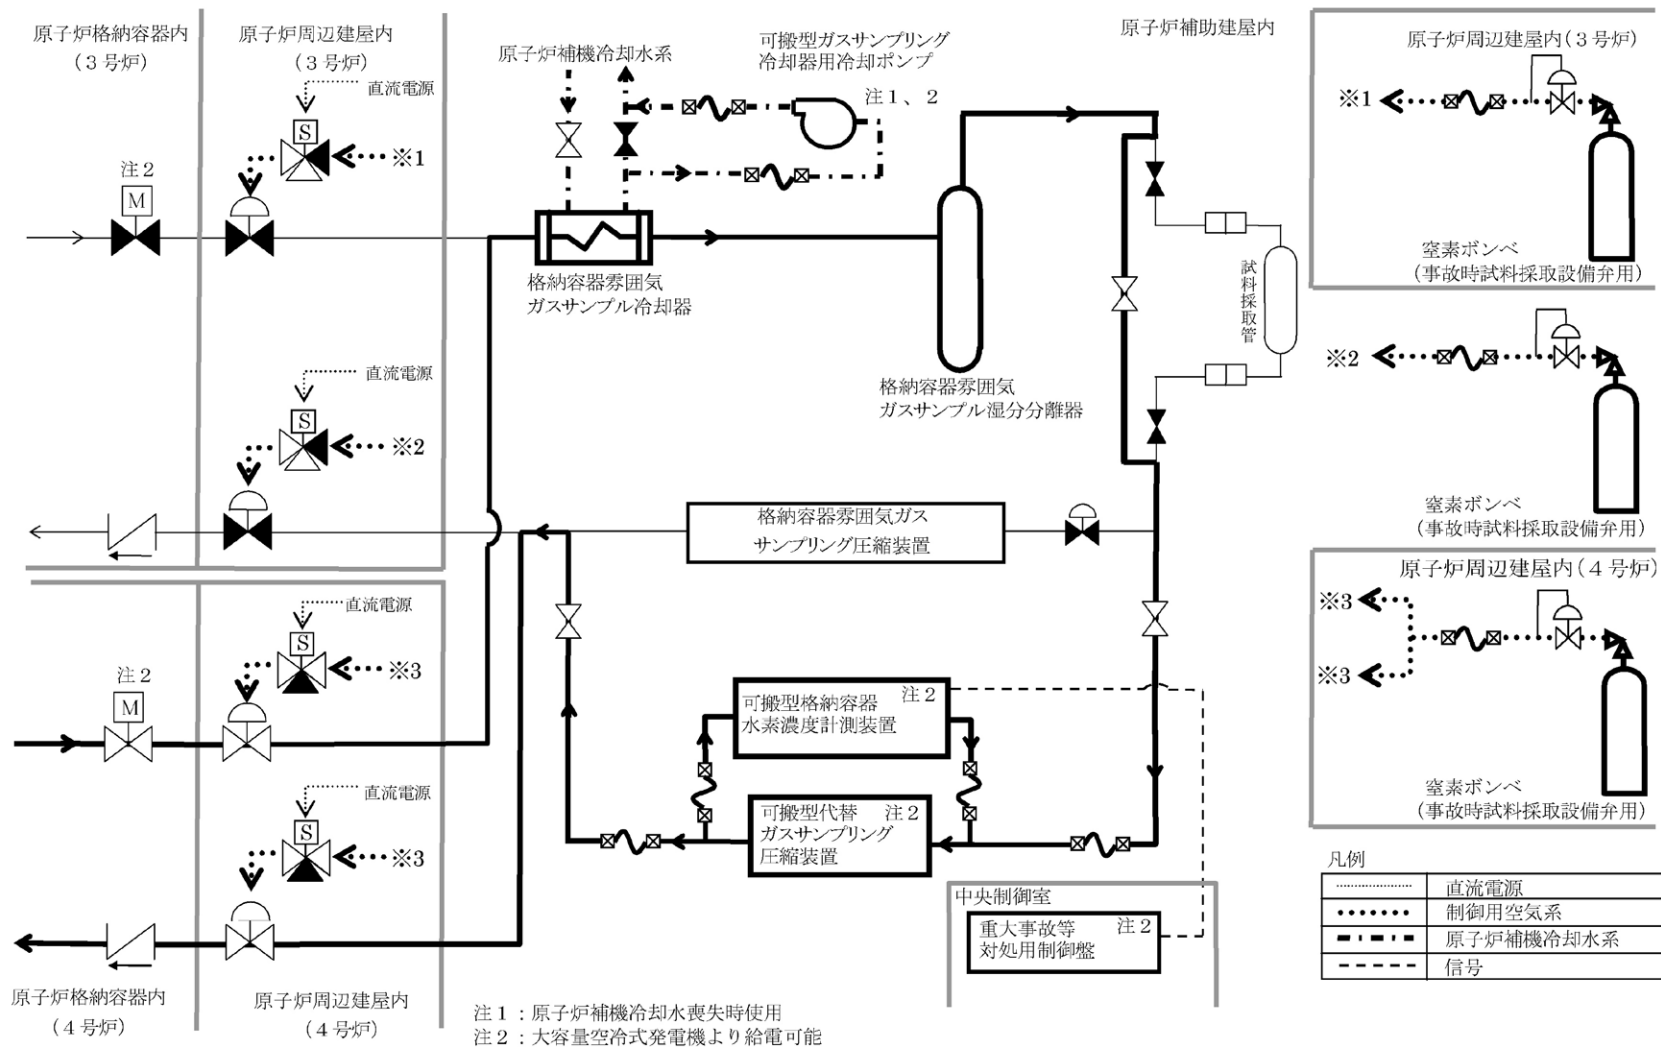 原子炉格納容器内
(３号炉)
原子炉周辺建屋内
(３号炉)
直流電源
S
※1
注２
M
直流電源
S
※2
原子炉補機冷却水系
可搬型ガスサンプリング
冷却器用冷却ポンプ
注１、２
格納容器雰囲気
ガスサンプル冷却器
格納容器雰囲気
ガスサンプル湿分分離器
原子炉補助建屋内
試料採取管
格納容器雰囲気ガス
サンプリング圧縮装置
原子炉周辺建屋内(３号炉)
※1
窒素ボンベ
(事故時試料採取設備弁用)
※2
窒素ボンベ
(事故時試料採取設備弁用)
原子炉周辺建屋内(４号炉)
※3
※3
窒素ボンベ
(事故時試料採取設備弁用)
直流電源
S
※3
注２
M
直流電源
S
※3
原子炉格納容器内
(４号炉)
原子炉周辺建屋内
(４号炉)
可搬型格納容器 注２
水素濃度計測装置
可搬型代替 注２
ガスサンプリング
圧縮装置
中央制御室
重大事故等 注２
対処用制御盤
凡例
直流電源
制御用空気系
原子炉補機冷却水系
信号
注１：原子炉補機冷却水喪失時使用
注２：大容量空冷式発電機より給電可能